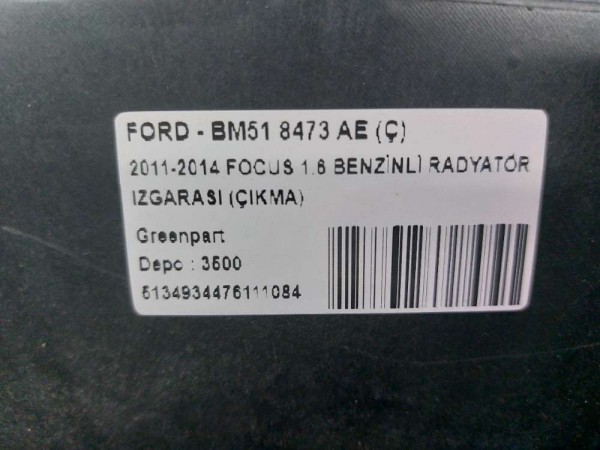 FORD - BM51 8473 AE (Ç)
2011-2014 FOCUS 1.6 BENZİNLİ RADYATÖR
IZGARASI (ÇIKMA)
Greenpart
Depo : 3500
5134934476111084